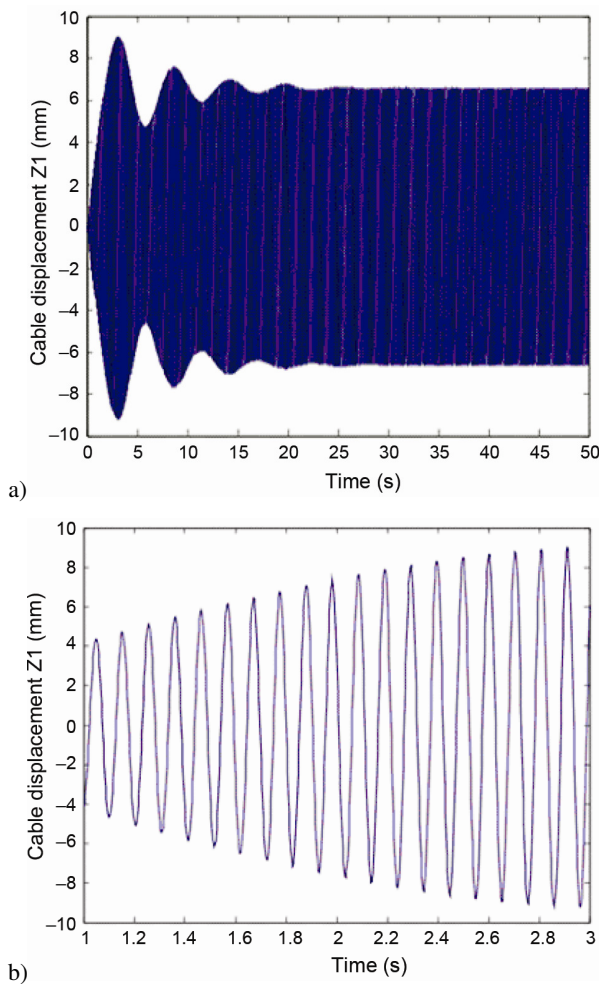 10
8
6
4
2
0
–2
–4
–6
–8
–10
Cable displacement Z1 (mm)
0 5 10 15 20 25 30 35 40 45 50
Time (s)
a)
10
8
6
4
2
0
–2
–4
–6
–8
–10
Cable displacement Z1 (mm)
1 1.2 1.4 1.6 1.8 2 2.2 2.4 2.6 2.8 3
Time (s)
b)